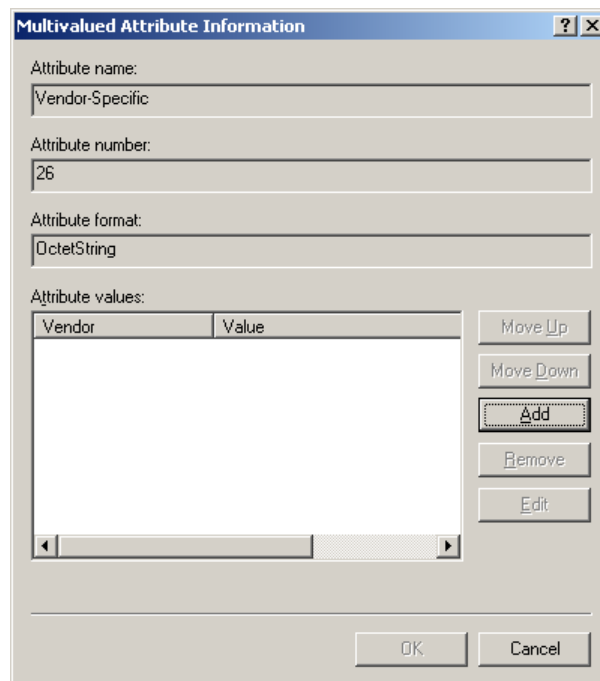 Multivalued Attribute Information
Attribute name:
Vendor-Specific
Attribute number:
26
Attribute format:
OctetString
Attribute values:
Vendor Value
Move Up
Move Down
Add
Remove
Edit
OK Cancel